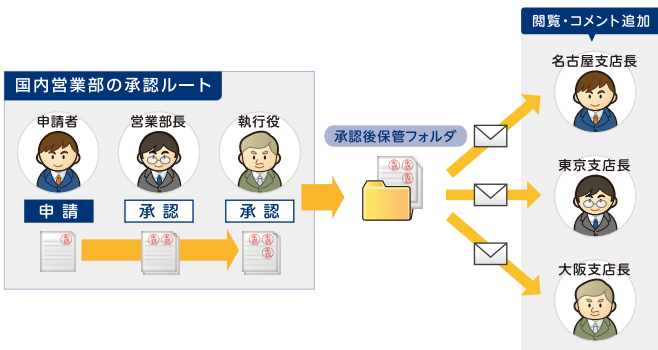 閲覧・コメント追加
名古屋支店長
国内営業部の承認ルート
申請者
営業部長
執行役
承認後保管フォルダ
東京支店長
申請
承認
承認
大阪支店長